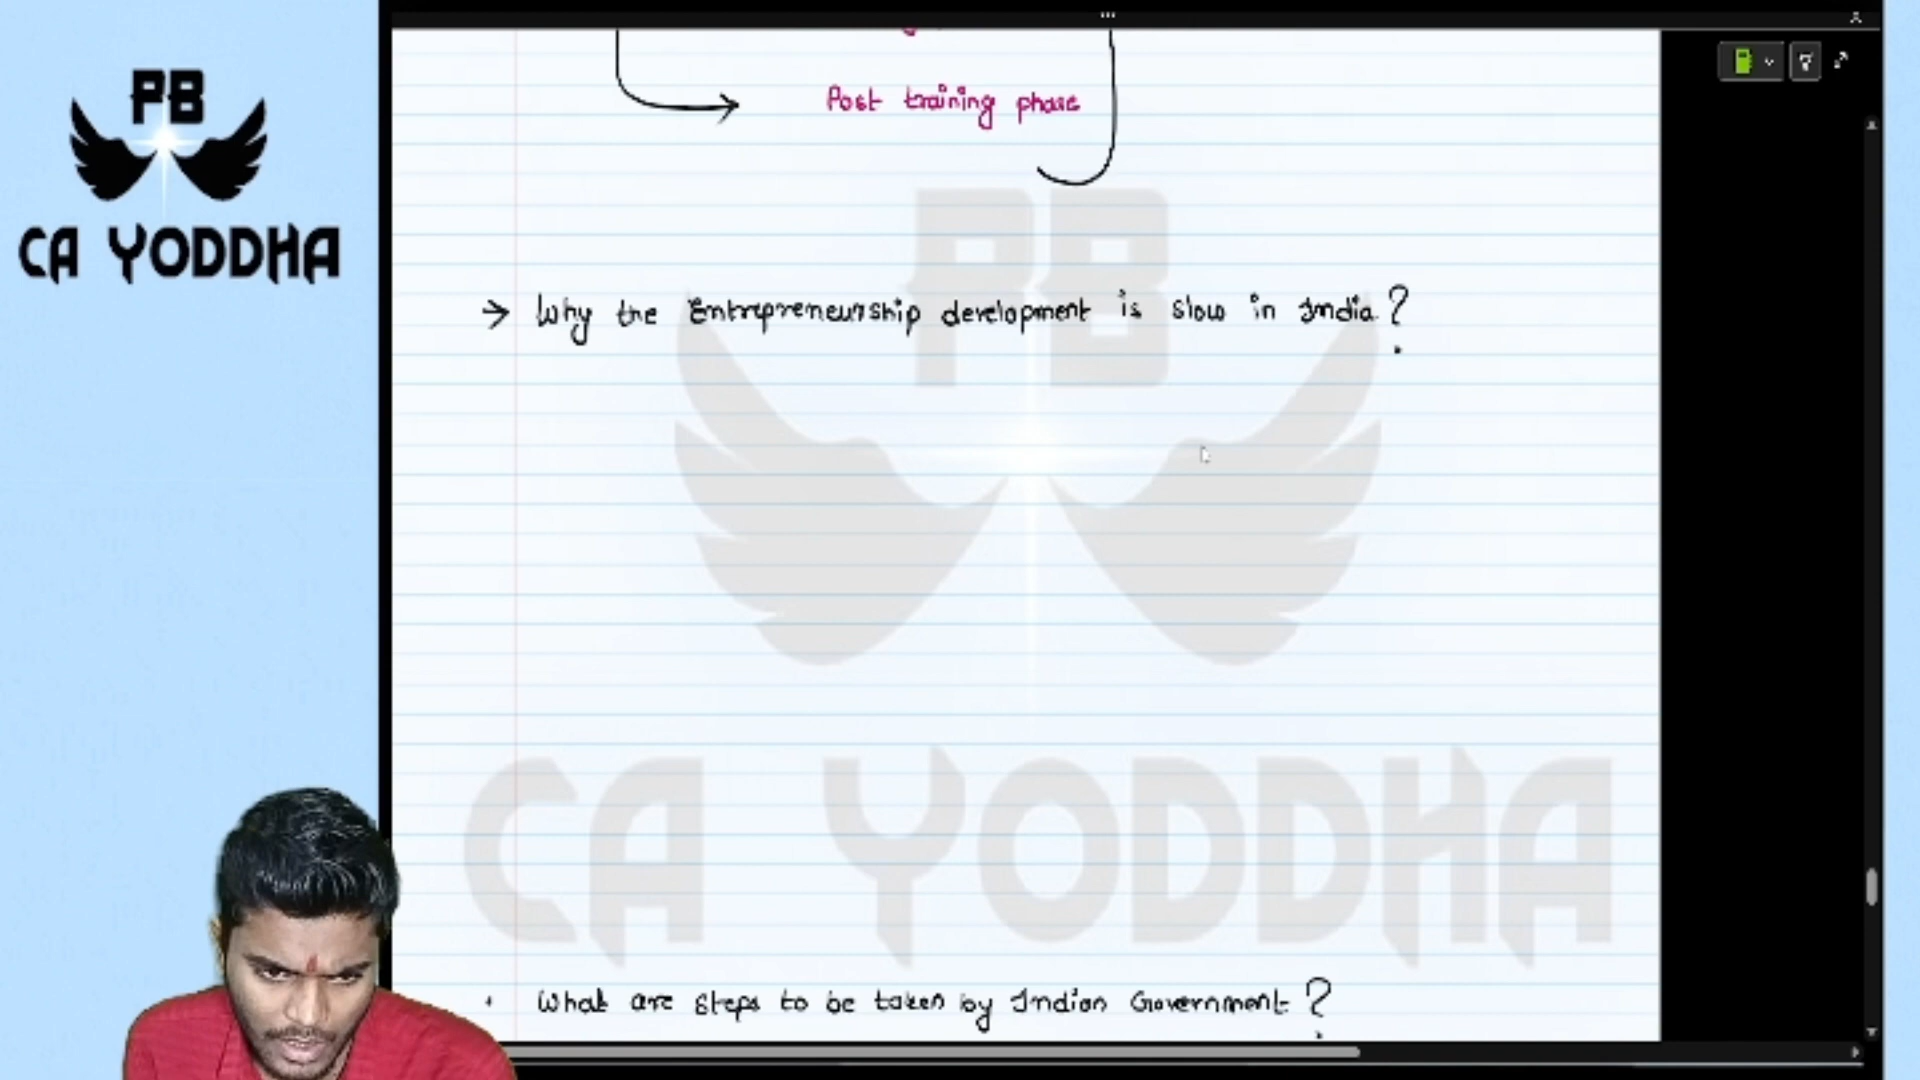 PB
CA YODDHA
Post training phase
→ Why the Entrepreneurship development is slow in India?
PB
CA YODDHA
• What are steps to be taken by Indian Government?